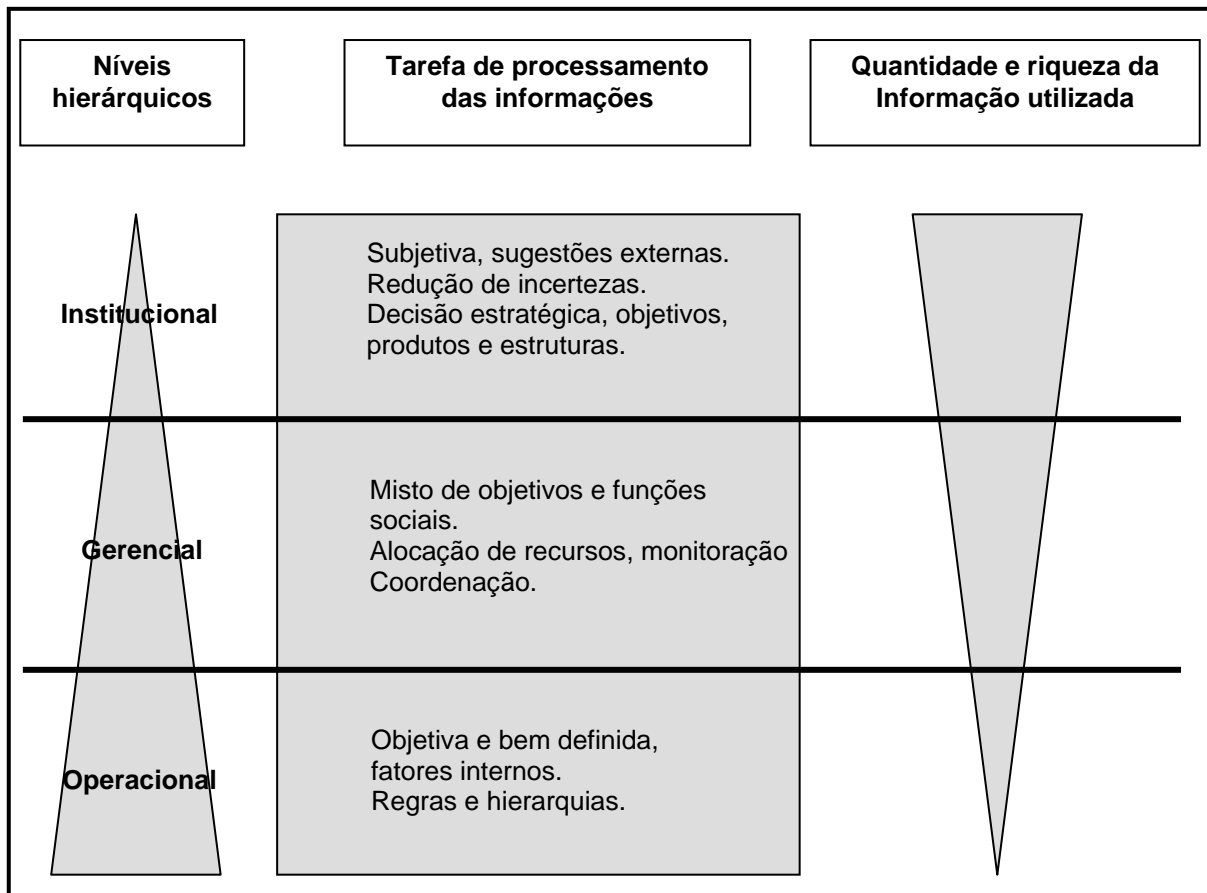 Níveis
hierárquicos
Tarefa de processamento
das informações
Quantidade e riqueza da
Informação utilizada
Institucional
Subjetiva, sugestões externas.
Redução de incertezas.
Decisão estratégica, objetivos,
produtos e estruturas.
Gerencial
Misto de objetivos e funções
sociais.
Alocação de recursos, monitoração
Coordenação.
Operacional
Objetiva e bem definida,
fatores internos.
Regras e hierarquias.